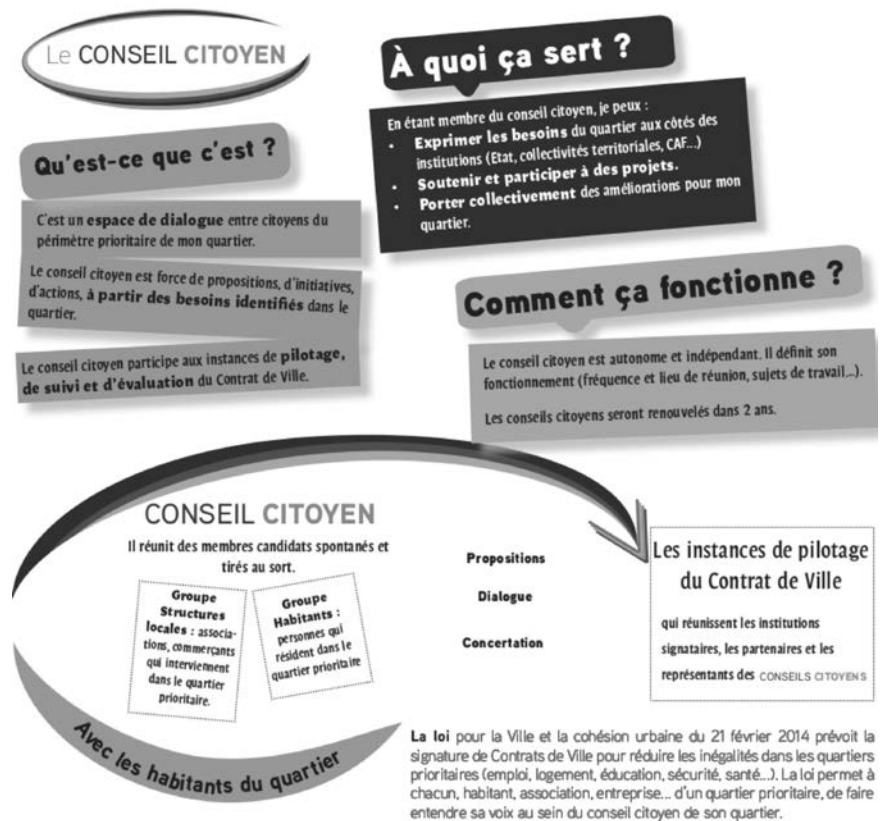 Le CONSEIL CITOYEN
Qu'est-ce que c'est ?
C'est un espace de dialogue entre citoyens du
périmètre prioritaire de mon quartier.
Le conseil citoyen est force de propositions, d'initiatives,
d'actions, à partir des besoins identifiés dans le
quartier.
Le conseil citoyen participe aux instances de pilotage,
de suivi et d'évaluation du Contrat de Ville.
À quoi ça sert ?
En étant membre du conseil citoyen, je peux :
• Exprimer les besoins du quartier aux côtés des
institutions (Etat, collectivités territoriales, CAF...)
• Soutenir et participer à des projets.
• Porter collectivement des améliorations pour mon
quartier.
Comment ça fonctionne ?
Le conseil citoyen est autonome et indépendant. Il définit son
fonctionnement (fréquence et lieu de réunion, sujets de travail...).
Les conseils citoyens seront renouvelés dans 2 ans.
CONSEIL CITOYEN
Il réunit des membres candidats spontanés et
tirés au sort.
Groupe
Structures
locales : associa-
tions, commerçants
qui interviennent
dans le quartier
prioritaire.
Groupe
Habitants :
personnes qui
résident dans le
quartier prioritaire
Avec les habitants du quartier
Propositions
Dialogue
Concertation
Les instances de pilotage
du Contrat de Ville
qui réunissent les institutions
signataires, les partenaires et les
représentants des CONSEILS CITOYENS
La loi pour la Ville et la cohésion urbaine du 21 février 2014 prévoit la
signature de Contrats de Ville pour réduire les inégalités dans les quartiers
prioritaires (emploi, logement, éducation, sécurité, santé...). La loi permet à
chacun, habitant, association, entreprise... d'un quartier prioritaire, de faire
entendre sa voix au sein du conseil citoyen de son quartier.